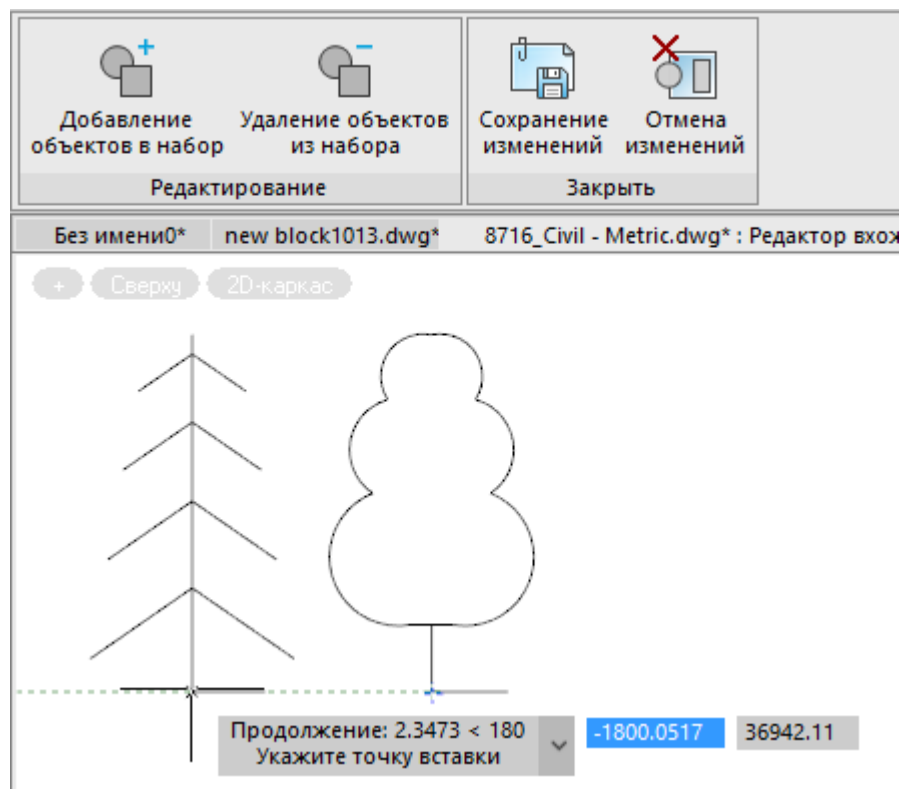 Добавление
объектов в набор
Удаление объектов
из набора
Сохранение
изменений
Отмена
изменений
Редактирование
Закрыть
Без имени0*
new block1013.dwg*
8716_Civil - Metric.dwg* : Редактор вхож
+
Сверху
2D-каркас
Продолжение: 2.3473 < 180
Укажите точку вставки
-1800.0517
36942.11